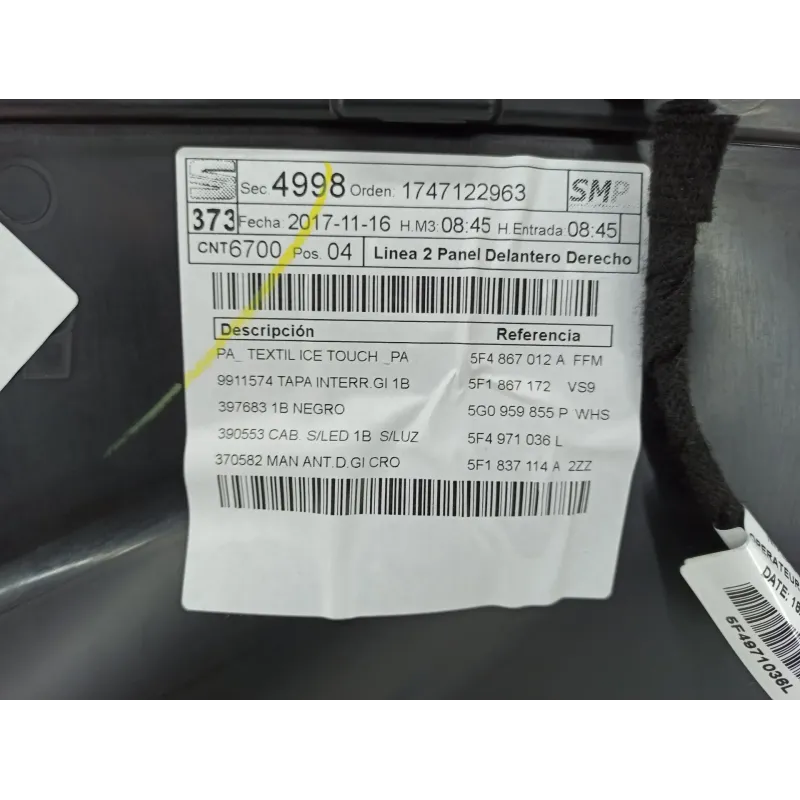 Sec. 4998 Orden: 1747122963 SMP
373 Fecha: 2017-11-16 H.M3: 08:45 H.Entrada: 08:45
CNT6700 Pos. 04 Linea 2 Panel Delantero Derecho
Descripción Referencia
PA_ TEXTIL ICE TOUCH _PA 5F4 867 012 A FFM
9911574 TAPA INTERR.GI 1B 5F1 867 172 VS9
397683 1B NEGRO 5G0 959 855 P WHS
390553 CAB. S/LED 1B S/LUZ 5F4 971 036 L
370582 MAN ANT.D.GI CRO 5F1 837 114 A 2ZZ
OPERATEUR
DATE: 16
5F4971036L